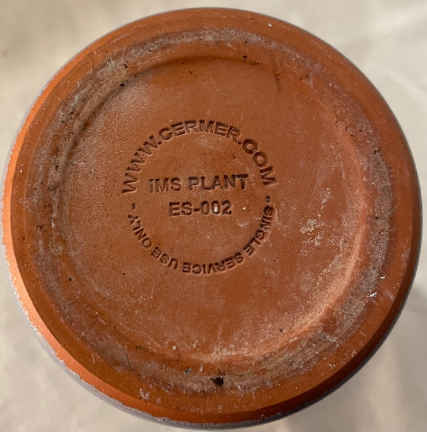 WWW.CERMER.COM
IMS PLANT
ES-002
- SINGLE SERVICE USE ONLY -